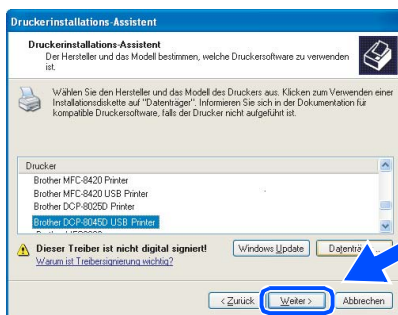 Druckerinstallations-Assistent
Druckerinstallations-Assistent
Der Hersteller und das Modell bestimmen, welche Druckersoftware zu verwenden
ist.
Wählen Sie den Hersteller und das Modell des Druckers aus. Klicken zum Verwenden einer
Installationsdiskette auf "Datenträger". Informieren Sie sich in der Dokumentation für
kompatible Druckersoftware, falls der Drucker nicht aufgeführt ist.
Drucker
Brother MFC-8420 Printer
Brother MFC-8420 USB Printer
Brother DCP-8025D Printer
Brother DCP-8045D USB Printer
Dieser Treiber ist nicht digital signiert!
Warum ist Treibersignierung wichtig?
Windows Update
< Zurück
Weiter >
Abbrechen